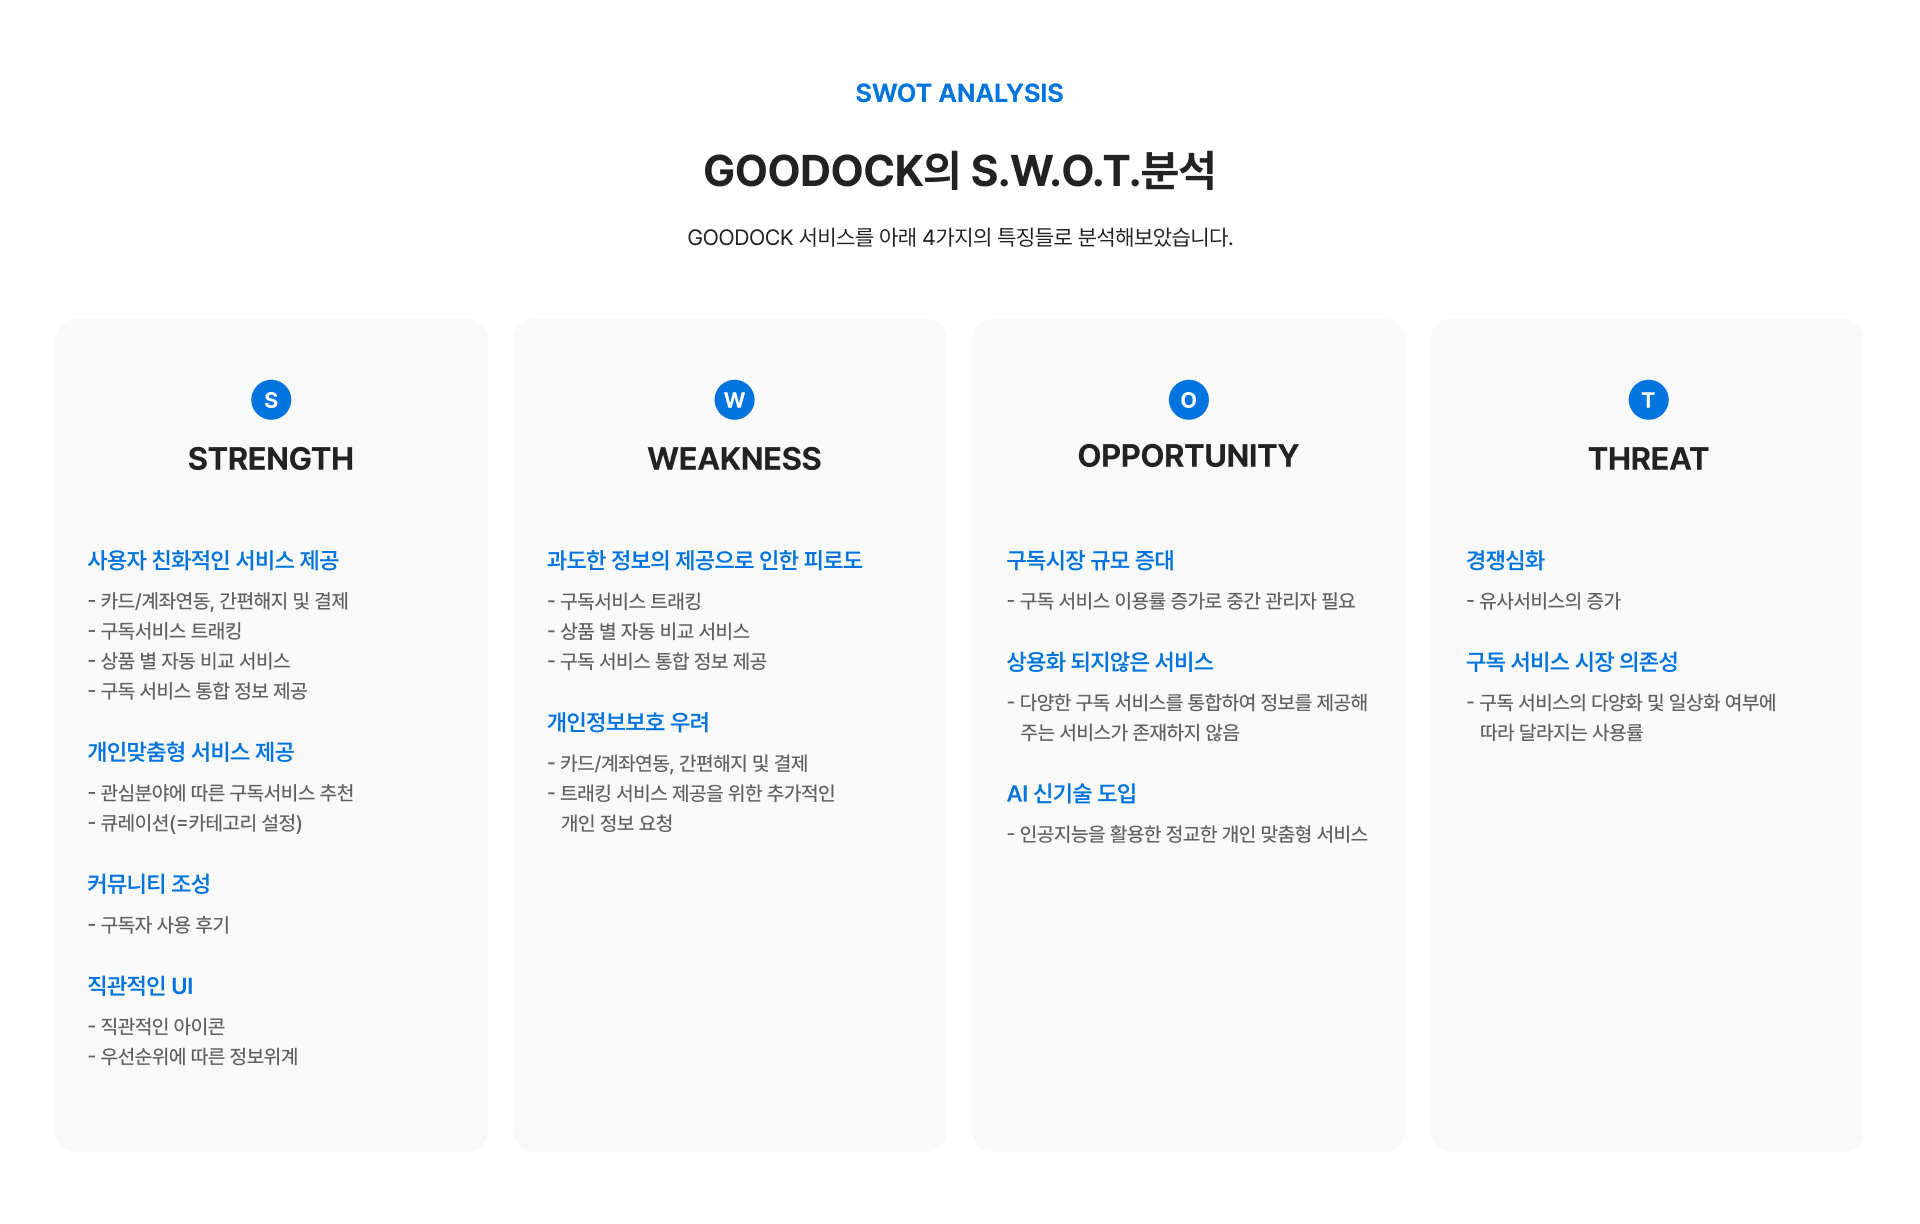 SWOT ANALYSIS
GOODOCK의 S.W.O.T.분석
GOODOCK 서비스를 아래 4가지의 특징들로 분석해보았습니다.
S
STRENGTH
사용자 친화적인 서비스 제공
- 카드/계좌연동, 간편해지 및 결제
- 구독서비스 트래킹
- 상품 별 자동 비교 서비스
- 구독 서비스 통합 정보 제공
개인맞춤형 서비스 제공
- 관심분야에 따른 구독서비스 추천
- 큐레이션(=카테고리 설정)
커뮤니티 조성
- 구독자 사용 후기
직관적인 UI
- 직관적인 아이콘
- 우선순위에 따른 정보위계
W
WEAKNESS
과도한 정보의 제공으로 인한 피로도
- 구독서비스 트래킹
- 상품 별 자동 비교 서비스
- 구독 서비스 통합 정보 제공
개인정보보호 우려
- 카드/계좌연동, 간편해지 및 결제
- 트래킹 서비스 제공을 위한 추가적인
개인 정보 요청
O
OPPORTUNITY
구독시장 규모 증대
- 구독 서비스 이용률 증가로 중간 관리자 필요
상용화 되지않은 서비스
- 다양한 구독 서비스를 통합하여 정보를 제공해
주는 서비스가 존재하지 않음
AI 신기술 도입
- 인공지능을 활용한 정교한 개인 맞춤형 서비스
T
THREAT
경쟁심화
- 유사서비스의 증가
구독 서비스 시장 의존성
- 구독 서비스의 다양화 및 일상화 여부에
따라 달라지는 사용률